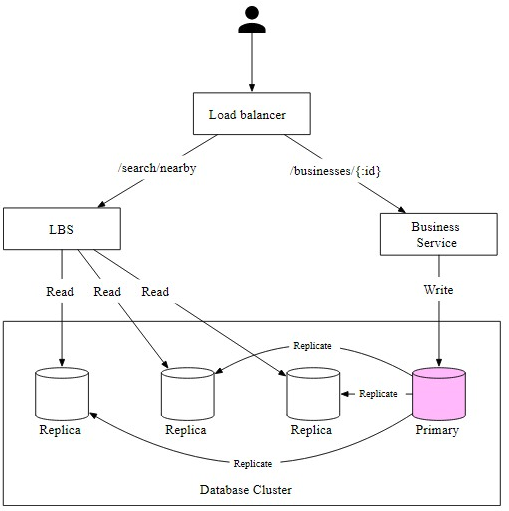 Load balancer
/search/nearby
/businesses/{:id}
LBS
Business
Service
Read
Read
Read
Write
Replicate
Replicate
Replica
Replica
Replica
Primary
Replicate
Database Cluster